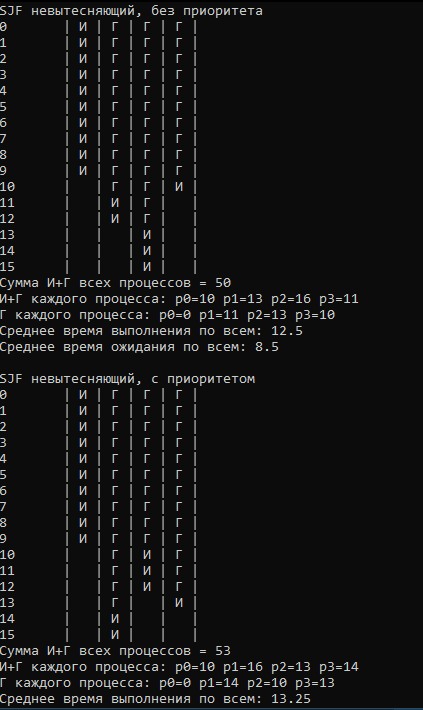 SJF невытесняющий, без приоритета
0 | И | Г | Г | Г |
1 | И | Г | Г | Г |
2 | И | Г | Г | Г |
3 | И | Г | Г | Г |
4 | И | Г | Г | Г |
5 | И | Г | Г | Г |
6 | И | Г | Г | Г |
7 | И | Г | Г | Г |
8 | И | Г | Г | Г |
9 | И | Г | Г | Г |
10 |   | Г | Г | И |
11 |   | И | Г |   |
12 |   | И | Г |   |
13 |   |   | И |   |
14 |   |   | И |   |
15 |   |   | И |   |
Сумма И+Г всех процессов = 50
И+Г каждого процесса: p0=10 p1=13 p2=16 p3=11
Г каждого процесса: p0=0 p1=11 p2=13 p3=10
Среднее время выполнения по всем: 12.5
Среднее время ожидания по всем: 8.5
SJF невытесняющий, с приоритетом
0 | И | Г | Г | Г |
1 | И | Г | Г | Г |
2 | И | Г | Г | Г |
3 | И | Г | Г | Г |
4 | И | Г | Г | Г |
5 | И | Г | Г | Г |
6 | И | Г | Г | Г |
7 | И | Г | Г | Г |
8 | И | Г | Г | Г |
9 | И | Г | Г | Г |
10 |   | Г | И | Г |
11 |   | Г | И | Г |
12 |   | Г | И | Г |
13 |   | Г |   | И |
14 |   | И |   |   |
15 |   | И |   |   |
Сумма И+Г всех процессов = 53
И+Г каждого процесса: p0=10 p1=16 p2=13 p3=14
Г каждого процесса: p0=0 p1=14 p2=10 p3=13
Среднее время выполнения по всем: 13.25